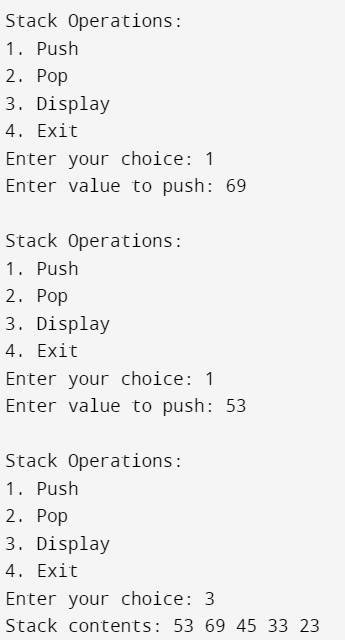 Stack Operations:
1. Push
2. Pop
3. Display
4. Exit
Enter your choice: 1
Enter value to push: 69
Stack Operations:
1. Push
2. Pop
3. Display
4. Exit
Enter your choice: 1
Enter value to push: 53
Stack Operations:
1. Push
2. Pop
3. Display
4. Exit
Enter your choice: 3
Stack contents: 53 69 45 33 23